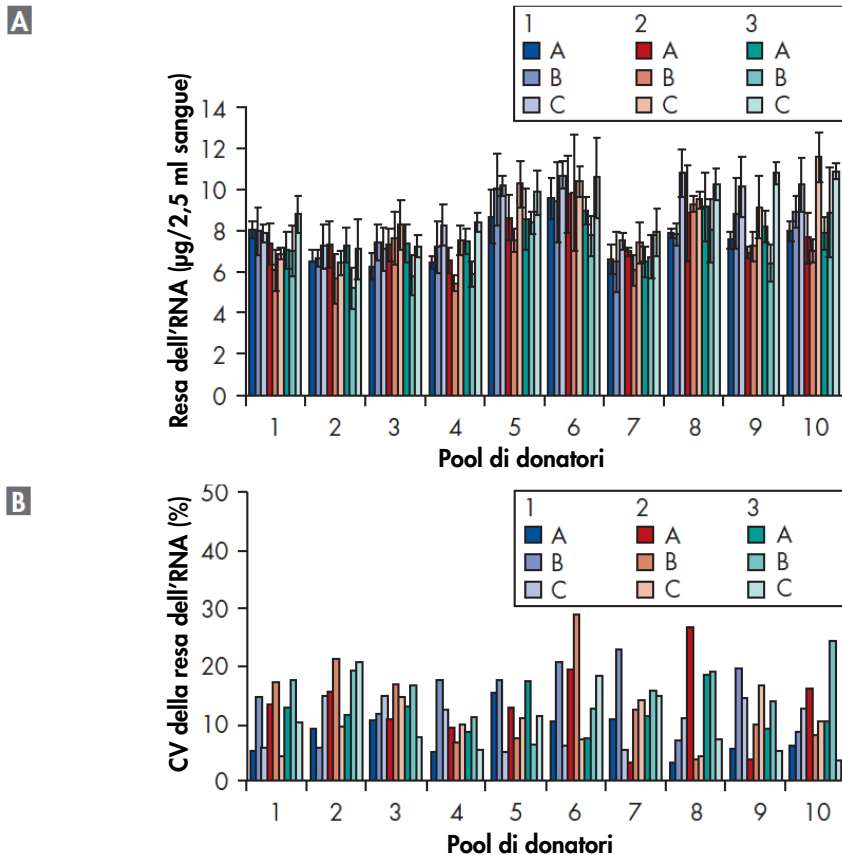 A
1 2 3
A A A
B B B
C C C
Resa dell'RNA (µg/2,5 ml sangue)
14
12
10
8
6
4
2
0
1 2 3 4 5 6 7 8 9 10
Pool di donatori
B
1 2 3
A A A
B B B
C C C
CV della resa dell'RNA (%)
50
40
30
20
10
0
1 2 3 4 5 6 7 8 9 10
Pool di donatori